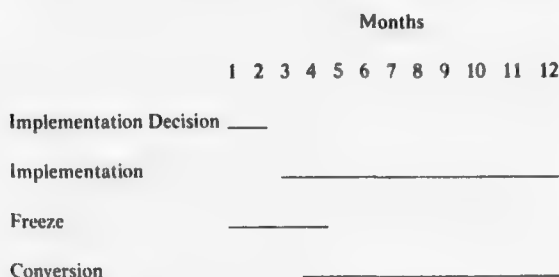 Months
1 2 3 4 5 6 7 8 9 10 11 12
Implementation Decision
Implementation
Freeze
Conversion